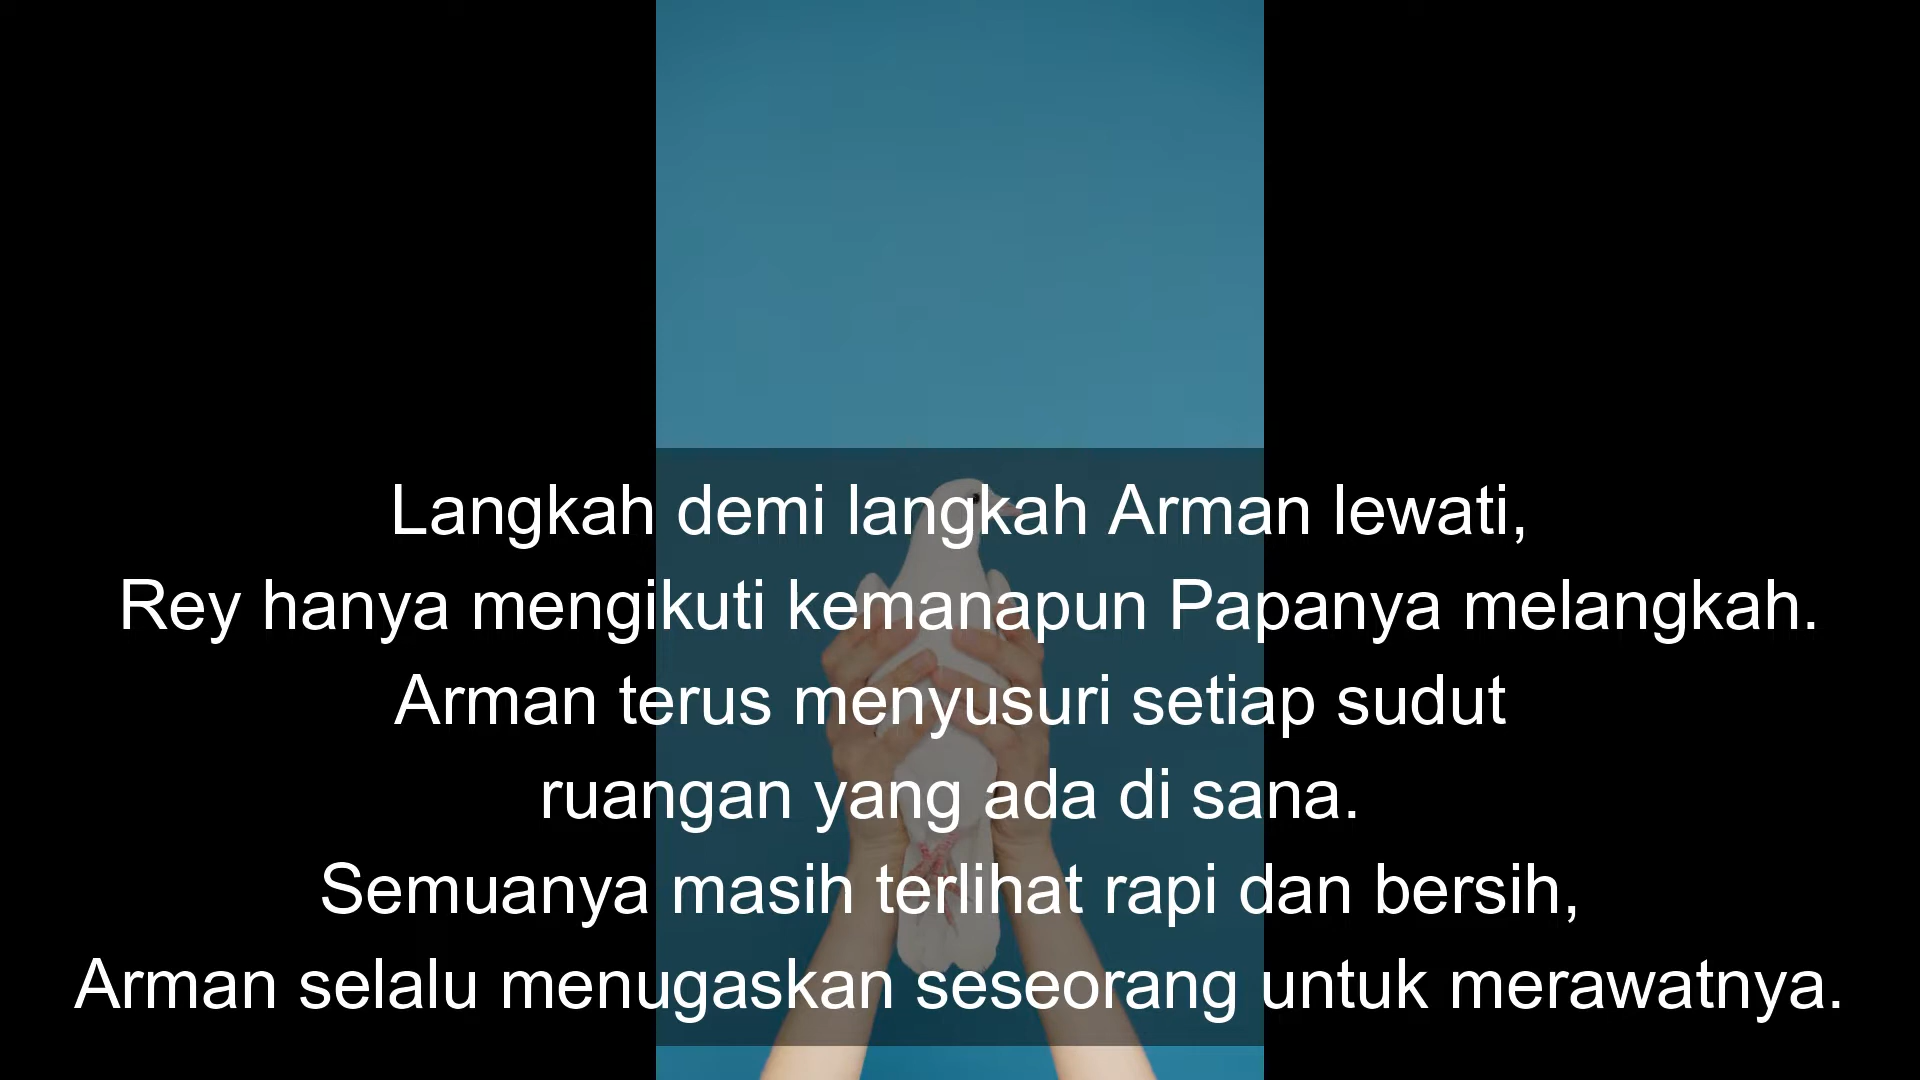 Langkah demi langkah Arman lewati,
Rey hanya mengikuti kemanapun Papanya melangkah.
Arman terus menyusuri setiap sudut
ruangan yang ada di sana.
Semuanya masih terlihat rapi dan bersih,
Arman selalu menugaskan seseorang untuk merawatnya.